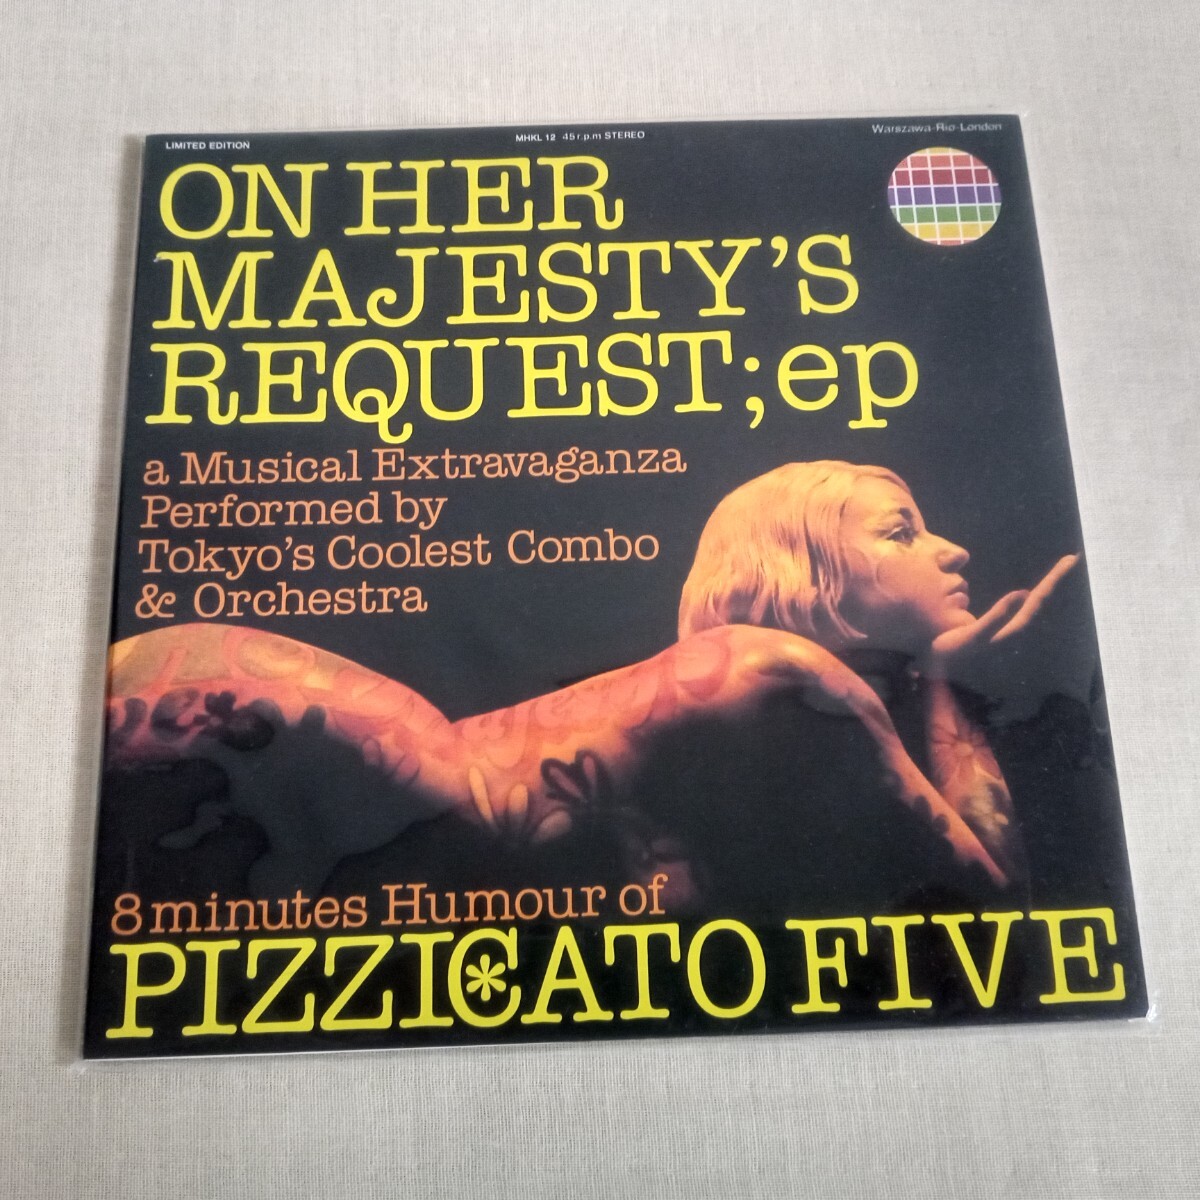 LIMITED EDITION
MHKL 12 45 r.p.m STEREO
Warszawa-Rio-London
ON HER
MAJESTY'S
REQUEST;ep
a Musical Extravaganza
Performed by
Tokyo's Coolest Combo
& Orchestra
8 minutes Humour of
PIZZICATO FIVE